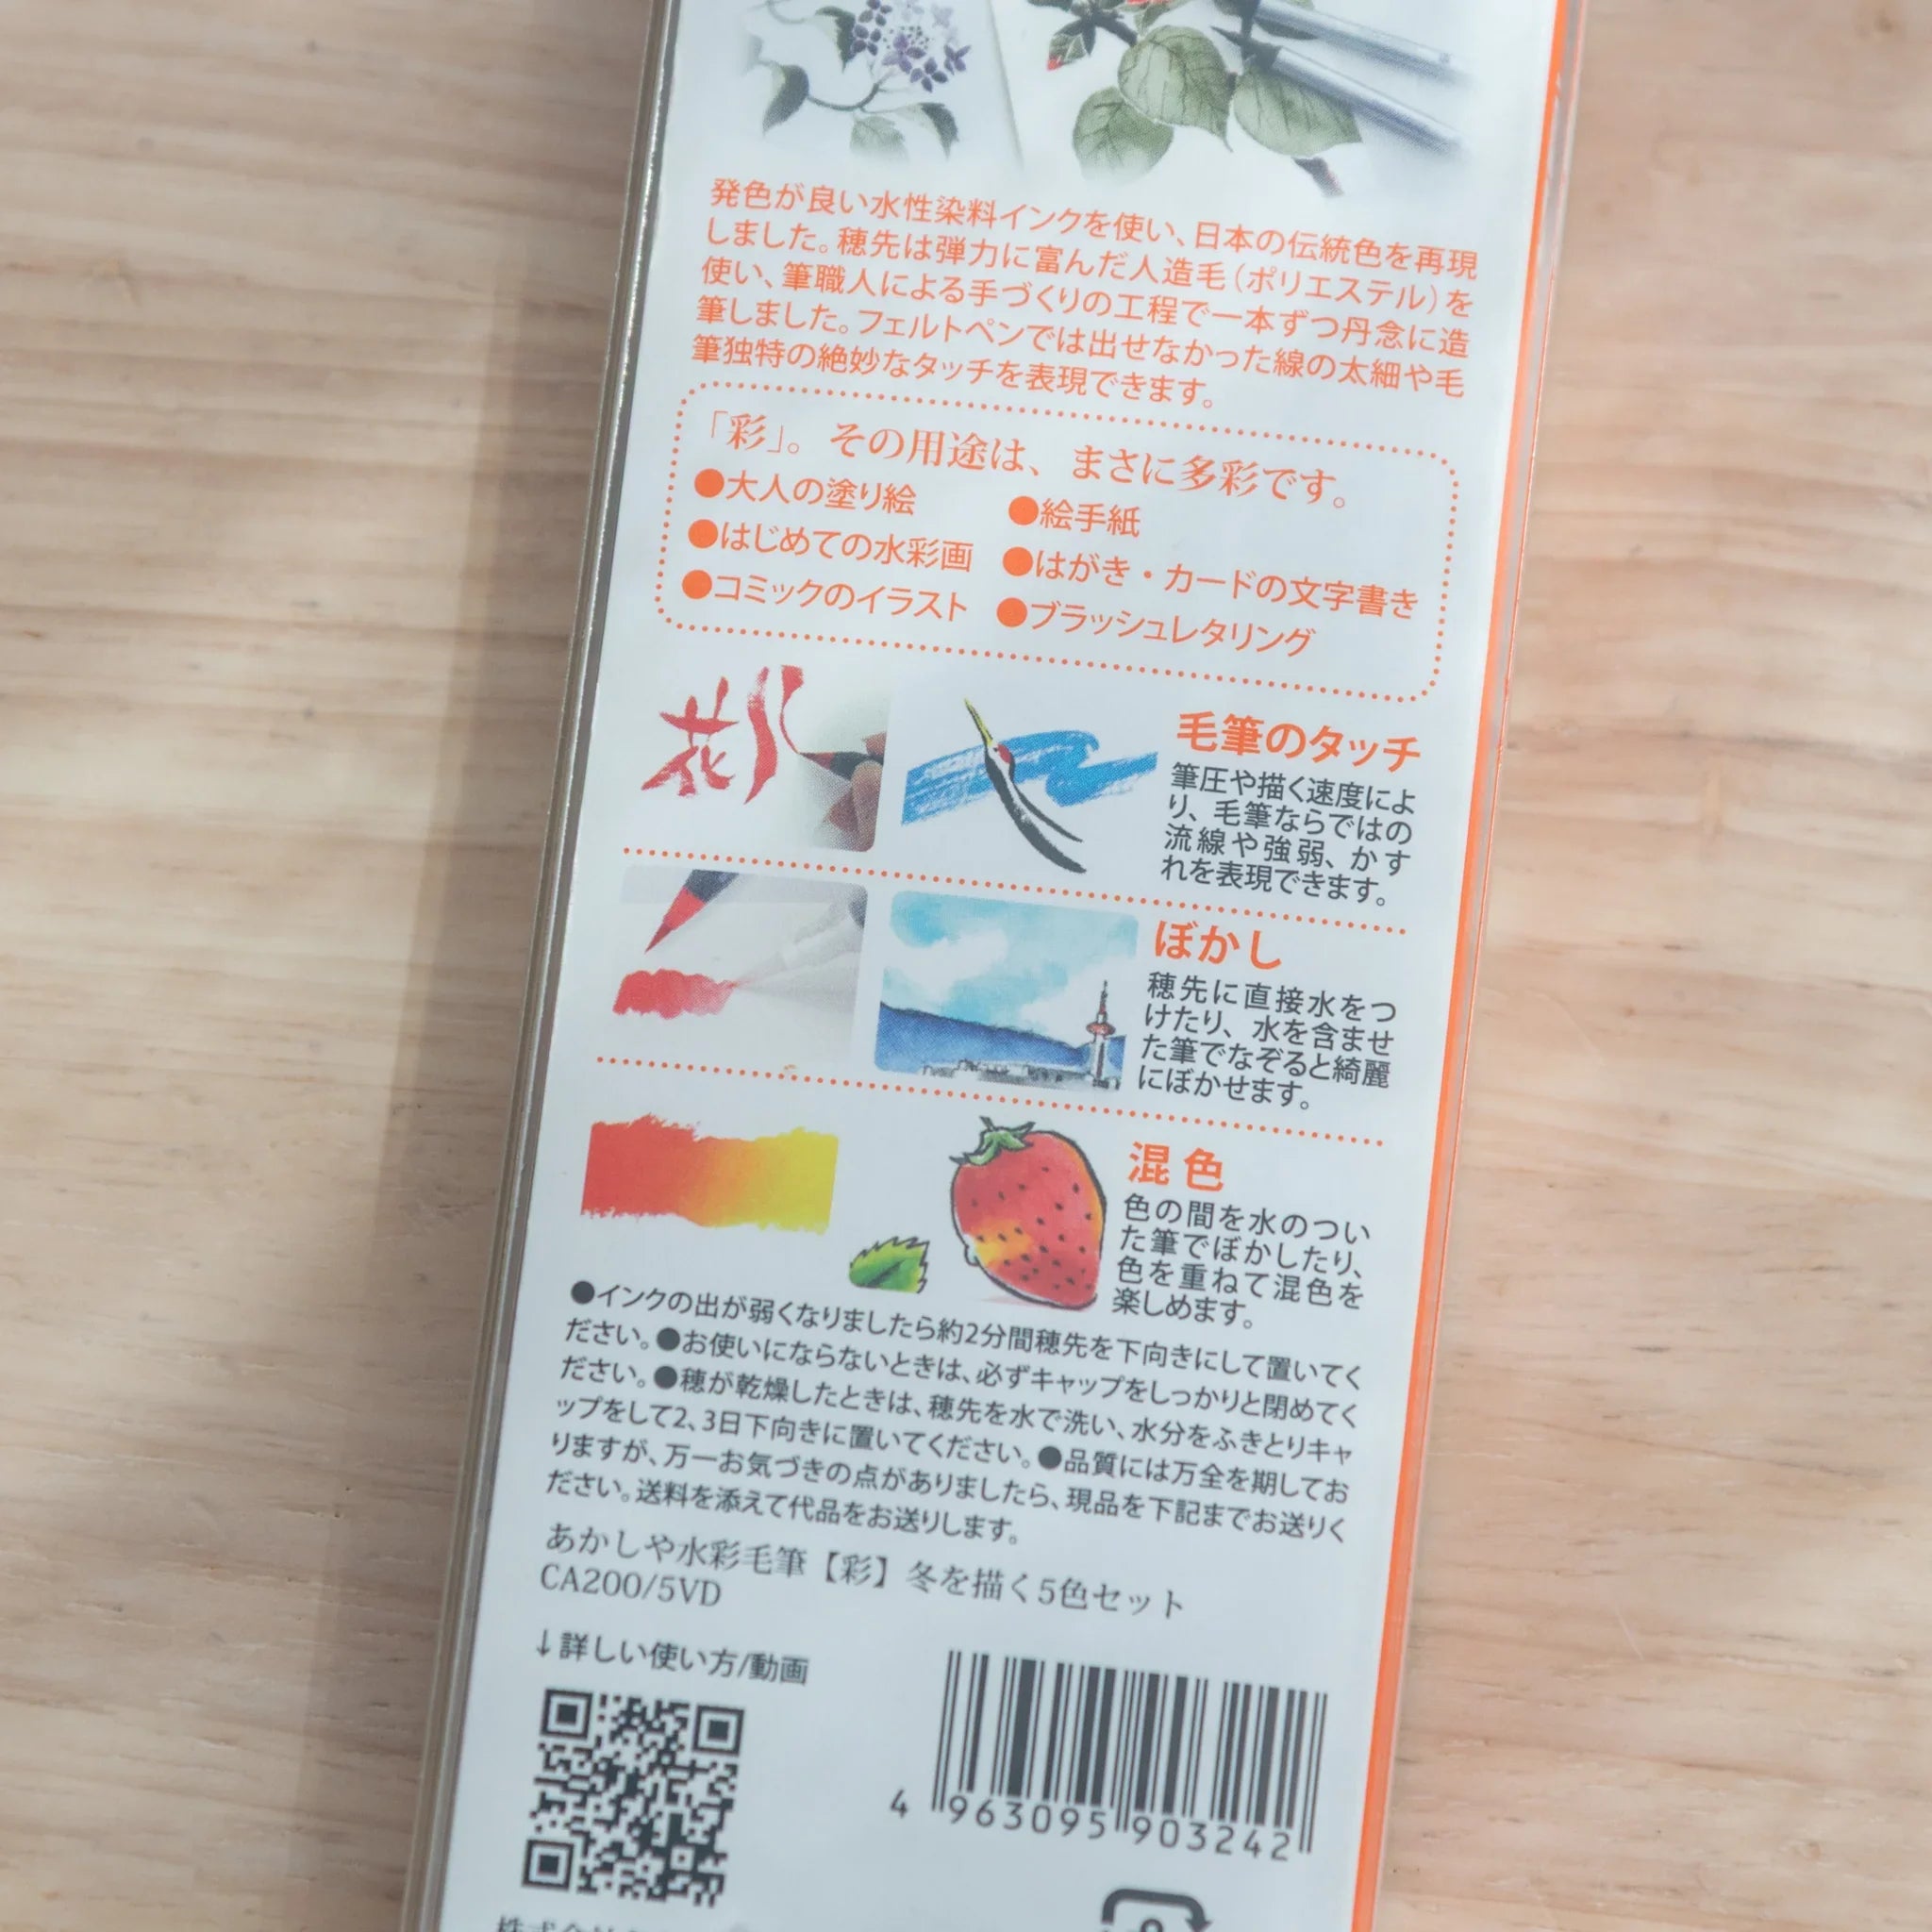 発色が良い水性染料インクを使い、日本の伝統色を再現
しました。穂先は弾力に富んだ人造毛(ポリエステル)を
使い、筆職人による手づくりの工程で一本ずつ丹念に造
筆しました。フェルトペンでは出せなかった線の太細や毛
筆独特の絶妙なタッチを表現できます。
「彩」。その用途は、まさに多彩です。
●大人の塗り絵 ●絵手紙
●はじめての水彩画 ●はがき・カードの文字書き
●コミックのイラスト ●ブラッシュレタリング
花
毛筆のタッチ
筆圧や描く速度によ
り、毛筆ならではの
流線や強弱、かす
れを表現できます。
ぼかし
穂先に直接水をつ
けたり、水を含ませ
た筆でなぞると綺麗
にぼかせます。
混色
色の間を水のつい
た筆でぼかしたり、
色を重ねて混色を
楽しめます。
●インクの出が弱くなりましたら約2分間穂先を下向きにして置いてく
ださい。●お使いにならないときは、必ずキャップをしっかりと閉めてく
ださい。●穂が乾燥したときは、穂先を水で洗い、水分をふきとりキャ
ップをして2、3日下向きに置いてください。●品質には万全を期してお
りますが、万一お気づきの点がありましたら、現品を下記までお送りく
ださい。送料を添えて代品をお送りします。
あかしや水彩毛筆【彩】冬を描く5色セット
CA200/5VD
↓詳しい使い方/動画
4 963095 903242
株式会社